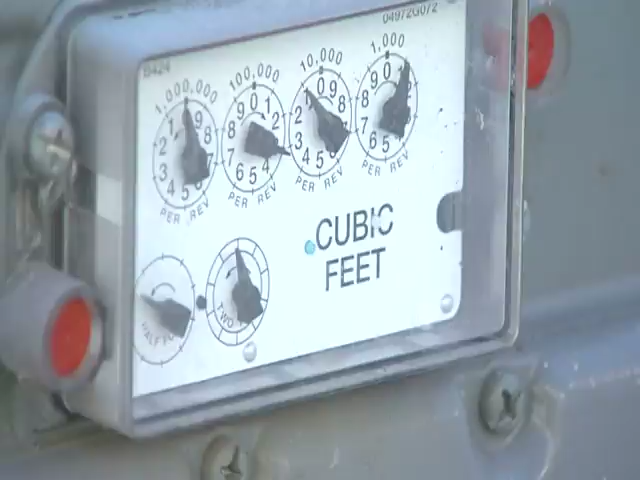 04972G072
B424
1,000,000 100,000 10,000 1,000
PER REV PER REV PER REV PER REV
CUBIC
FEET
TWO
HALF